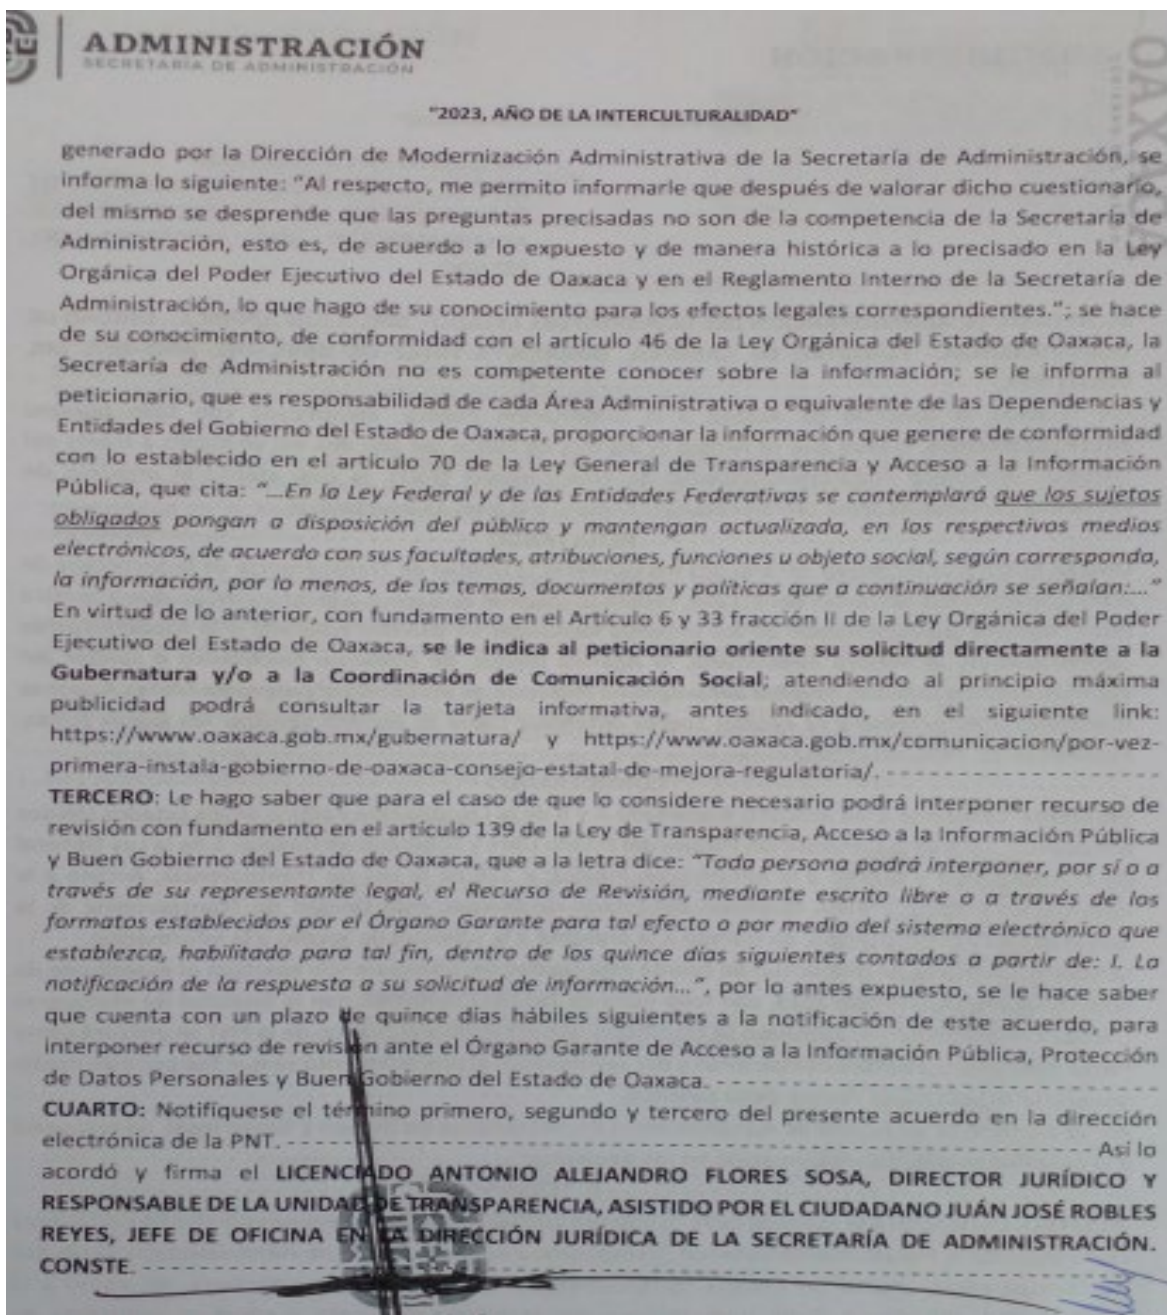 ADMINISTRACIÓN
SECRETARÍA DE ADMINISTRACIÓN
OAXACA
"2023, AÑO DE LA INTERCULTURALIDAD"
generado por la Dirección de Modernización Administrativa de la Secretaría de Administración, se
informa lo siguiente: "Al respecto, me permito informarle que después de valorar dicho cuestionario,
del mismo se desprende que las preguntas precisadas no son de la competencia de la Secretaría de
Administración, esto es, de acuerdo a lo expuesto y de manera histórica a lo precisado en la Ley
Orgánica del Poder Ejecutivo del Estado de Oaxaca y en el Reglamento Interno de la Secretaría de
Administración, lo que hago de su conocimiento para los efectos legales correspondientes."; se hace
de su conocimiento, de conformidad con el artículo 46 de la Ley Orgánica del Estado de Oaxaca, la
Secretaría de Administración no es competente conocer sobre la información; se le informa al
peticionario, que es responsabilidad de cada Área Administrativa o equivalente de las Dependencias y
Entidades del Gobierno del Estado de Oaxaca, proporcionar la información que genere de conformidad
con lo establecido en el artículo 70 de la Ley General de Transparencia y Acceso a la Información
Pública, que cita: "...En la Ley Federal y de las Entidades Federativas se contemplará que los sujetos
obligados pongan a disposición del público y mantengan actualizada, en los respectivos medios
electrónicos, de acuerdo con sus facultades, atribuciones, funciones u objeto social, según corresponda,
la información, por lo menos, de los temas, documentos y políticas que a continuación se señalan:..."
En virtud de lo anterior, con fundamento en el Artículo 6 y 33 fracción II de la Ley Orgánica del Poder
Ejecutivo del Estado de Oaxaca, se le indica al peticionario oriente su solicitud directamente a la
Gubernatura y/o a la Coordinación de Comunicación Social; atendiendo al principio máxima
publicidad podrá consultar la tarjeta informativa, antes indicado, en el siguiente link:
https://www.oaxaca.gob.mx/gubernatura/ y https://www.oaxaca.gob.mx/comunicacion/por-vez-
primera-instala-gobierno-de-oaxaca-consejo-estatal-de-mejora-regulatoria/. - - - - - - - - - - - - - - - - - -
TERCERO: Le hago saber que para el caso de que lo considere necesario podrá interponer recurso de
revisión con fundamento en el artículo 139 de la Ley de Transparencia, Acceso a la Información Pública
y Buen Gobierno del Estado de Oaxaca, que a la letra dice: "Toda persona podrá interponer, por sí o a
través de su representante legal, el Recurso de Revisión, mediante escrito libre o a través de los
formatos establecidos por el Órgano Garante para tal efecto o por medio del sistema electrónico que
establezca, habilitado para tal fin, dentro de los quince días siguientes contados a partir de: I. La
notificación de la respuesta a su solicitud de información...", por lo antes expuesto, se le hace saber
que cuenta con un plazo de quince días hábiles siguientes a la notificación de este acuerdo, para
interponer recurso de revisión ante el Órgano Garante de Acceso a la Información Pública, Protección
de Datos Personales y Buen Gobierno del Estado de Oaxaca. - - - - - - - - - - - - - - - - - - - - - - - - - - - - - -
CUARTO: Notifíquese el término primero, segundo y tercero del presente acuerdo en la dirección
electrónica de la PNT. - - - - - - - - - - - - - - - - - - - - - - - - - - - - - - - - - - - - - - - - - - - - - - - - - - - - - - - Así lo
acordó y firma el LICENCIADO ANTONIO ALEJANDRO FLORES SOSA, DIRECTOR JURÍDICO Y
RESPONSABLE DE LA UNIDAD DE TRANSPARENCIA, ASISTIDO POR EL CIUDADANO JUÁN JOSÉ ROBLES
REYES, JEFE DE OFICINA EN LA DIRECCIÓN JURÍDICA DE LA SECRETARÍA DE ADMINISTRACIÓN.
CONSTE. - - - - - - - - - - - - - - - - - - - - - - - - - - - - - - - - - - - - - - - - - - - - - - - - - - - - - - - - - - - - - -